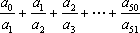 a₀/a₁ + a₁/a₂ + a₂/a₃ + ⋯ + a₅₀/a₅₁